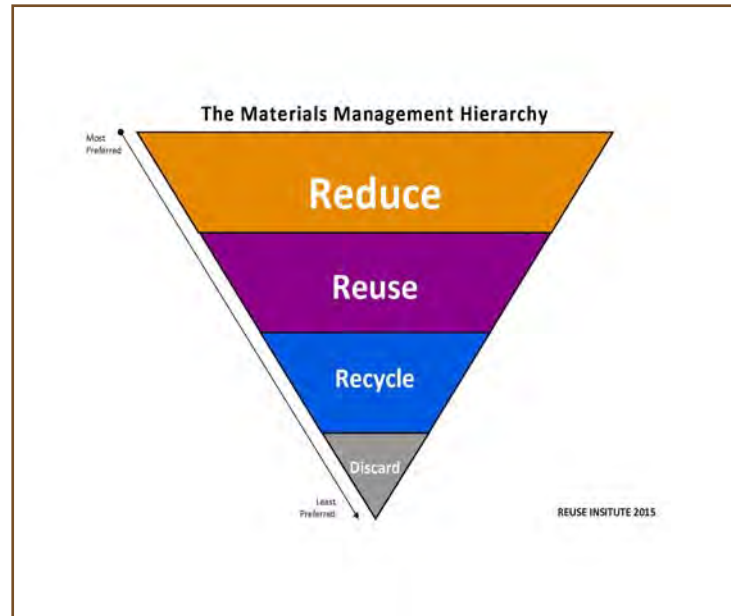 The Materials Management Hierarchy
Most
Preferred
Reduce
Reuse
Recycle
Discard
Least
Preferred
REUSE INSITUTE 2015